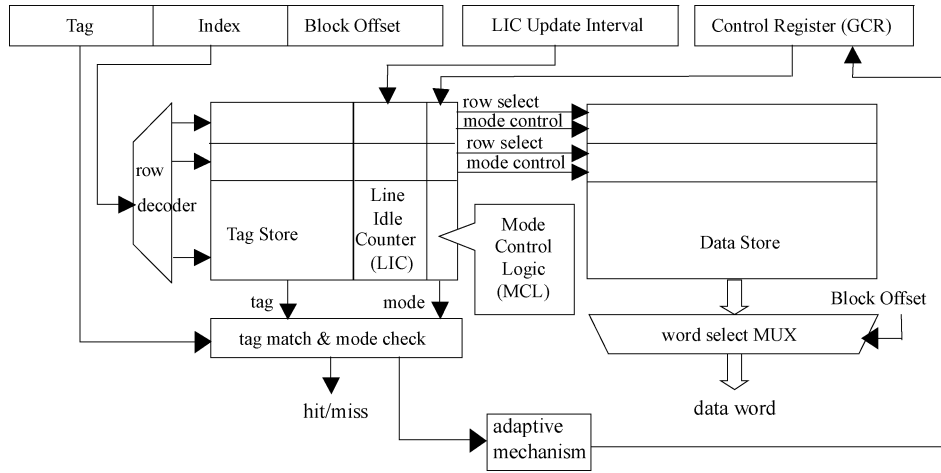 Tag
Index
Block Offset
LIC Update Interval
Control Register (GCR)
row select
mode control
row select
mode control
row
decoder
Tag Store
Line
Idle
Counter
(LIC)
Mode
Control
Logic
(MCL)
Data Store
tag
mode
Block Offset
tag match & mode check
word select MUX
hit/miss
data word
adaptive
mechanism